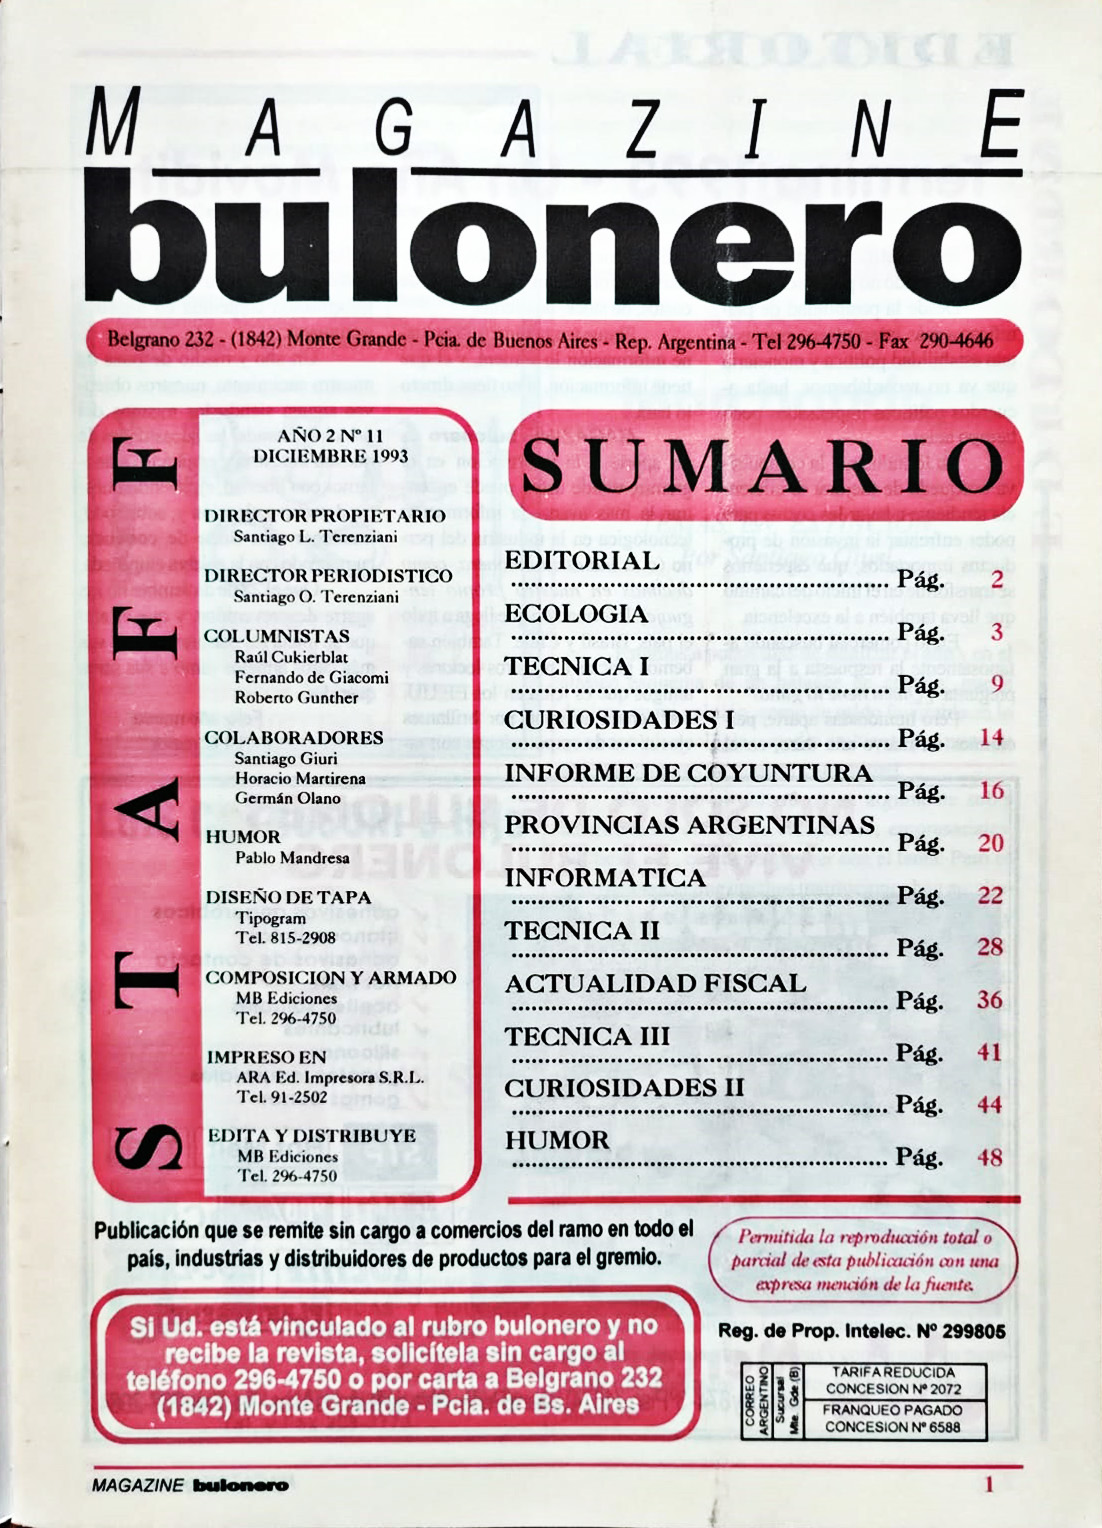 MAGAZINE
bulonero
Belgrano 232 - (1842) Monte Grande - Pcia. de Buenos Aires - Rep. Argentina - Tel 296-4750 - Fax 290-4646
STAFF
AÑO 2 Nº 11
DICIEMBRE 1993
DIRECTOR PROPIETARIO
Santiago L. Terenziani
DIRECTOR PERIODISTICO
Santiago O. Terenziani
COLUMNISTAS
Raúl Cukierblat
Fernando de Giacomi
Roberto Gunther
COLABORADORES
Santiago Giuri
Horacio Martirena
Germán Olano
HUMOR
Pablo Mandresa
DISEÑO DE TAPA
Tipogram
Tel. 815-2908
COMPOSICION Y ARMADO
MB Ediciones
Tel. 296-4750
IMPRESO EN
ARA Ed. Impresora S.R.L.
Tel. 91-2502
EDITA Y DISTRIBUYE
MB Ediciones
Tel. 296-4750
SUMARIO
EDITORIAL
Pág. 2
ECOLOGIA
Pág. 3
TECNICA I
Pág. 9
CURIOSIDADES I
Pág. 14
INFORME DE COYUNTURA
Pág. 16
PROVINCIAS ARGENTINAS
Pág. 20
INFORMATICA
Pág. 22
TECNICA II
Pág. 28
ACTUALIDAD FISCAL
Pág. 36
TECNICA III
Pág. 41
CURIOSIDADES II
Pág. 44
HUMOR
Pág. 48
Publicación que se remite sin cargo a comercios del ramo en todo el
país, industrias y distribuidores de productos para el gremio.
Si Ud. está vinculado al rubro bulonero y no
recibe la revista, solicítela sin cargo al
teléfono 296-4750 o por carta a Belgrano 232
(1842) Monte Grande - Pcia. de Bs. Aires
Permitida la reproducción total o
parcial de esta publicación con una
expresa mención de la fuente.
Reg. de Prop. Intelec. Nº 299805
CORREO
ARGENTINO
Sucursal
Mte. Gde.(B)
TARIFA REDUCIDA
CONCESION Nº 2072
FRANQUEO PAGADO
CONCESION Nº 6588
MAGAZINE bulonero
1